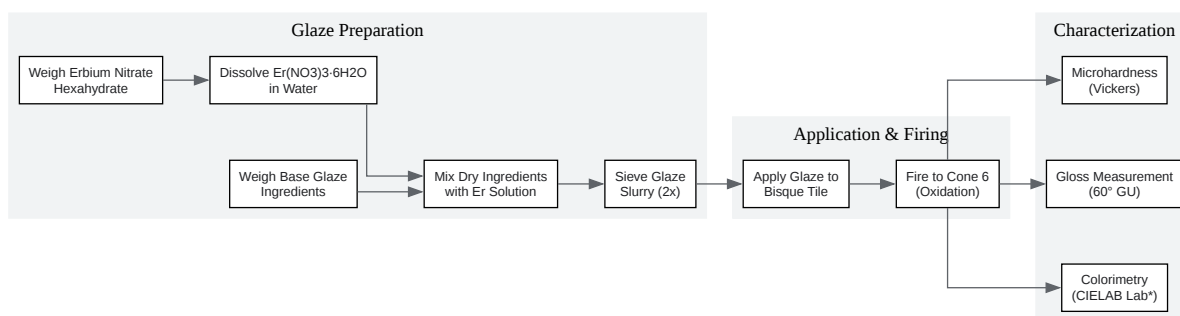 Glaze Preparation
Weigh Erbium Nitrate
Hexahydrate
Dissolve Er(NO3)3·6H2O
in Water
Weigh Base Glaze
Ingredients
Mix Dry Ingredients
with Er Solution
Sieve Glaze
Slurry (2x)
Application & Firing
Apply Glaze to
Bisque Tile
Fire to Cone 6
(Oxidation)
Characterization
Microhardness
(Vickers)
Gloss Measurement
(60° GU)
Colorimetry
(CIELAB Lab*)